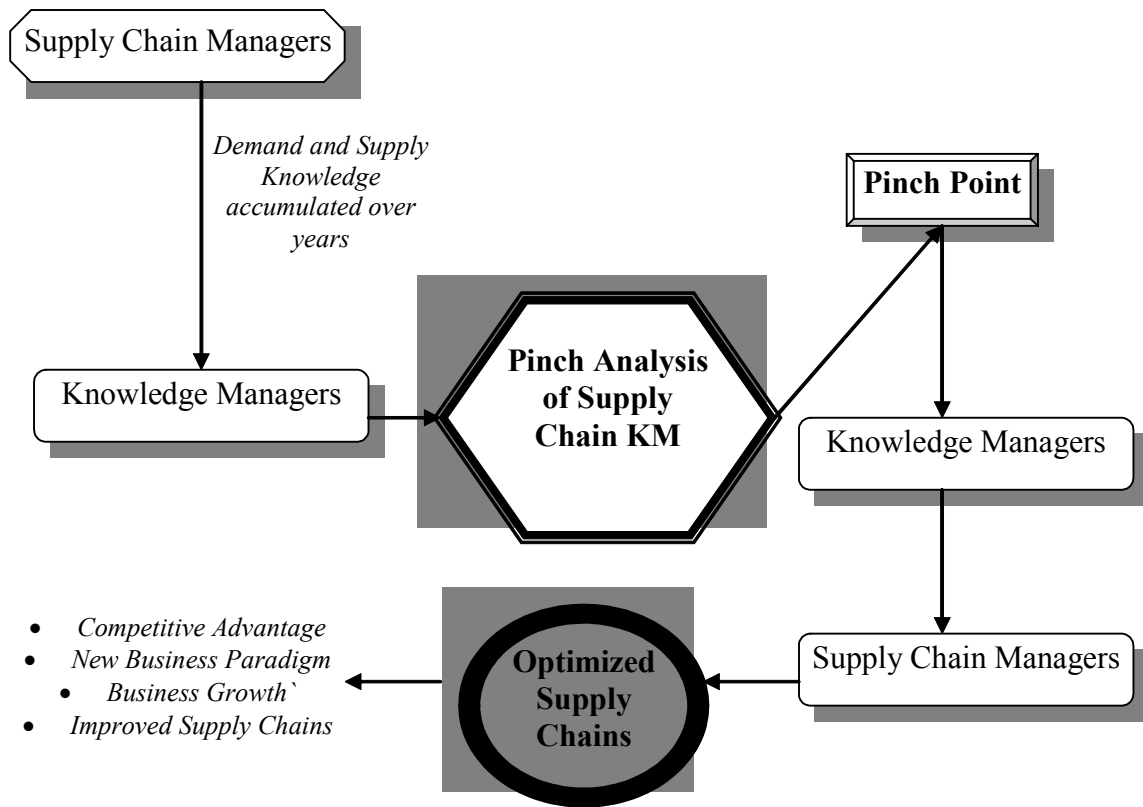 Supply Chain Managers
Demand and Supply
Knowledge
accumulated over
years
Pinch Point
Knowledge Managers
Pinch Analysis
of Supply
Chain KM
Knowledge Managers
Supply Chain Managers
Optimized
Supply
Chains
• Competitive Advantage
• New Business Paradigm
• Business Growth`
• Improved Supply Chains